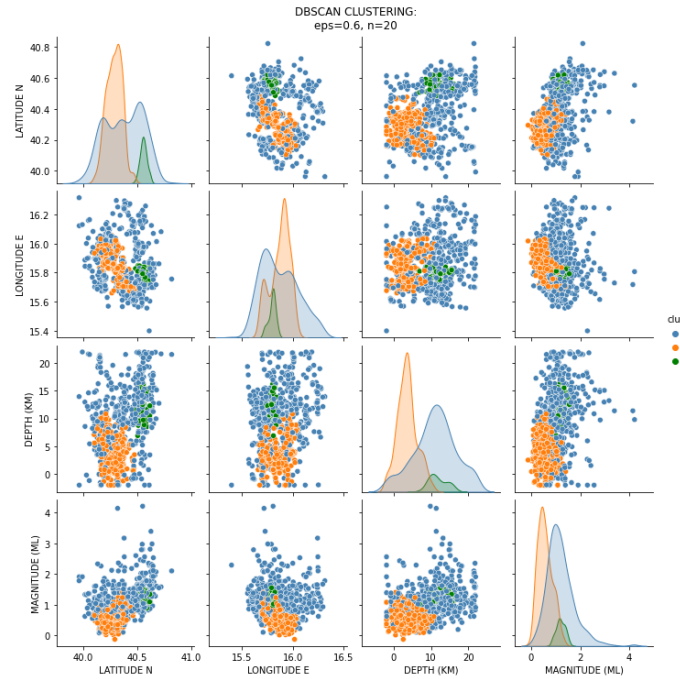 DBSCAN CLUSTERING:
eps=0.6, n=20
40.8
40.6
40.4
40.2
40.0
LATITUDE N
16.2
16.0
15.8
15.6
15.4
LONGITUDE E
clu
20
15
10
5
0
DEPTH (KM)
4
3
2
1
0
MAGNITUDE (ML)
40.0 40.5 41.0 15.5 16.0 16.5 0 10 20 0 2 4
LATITUDE N LONGITUDE E DEPTH (KM) MAGNITUDE (ML)